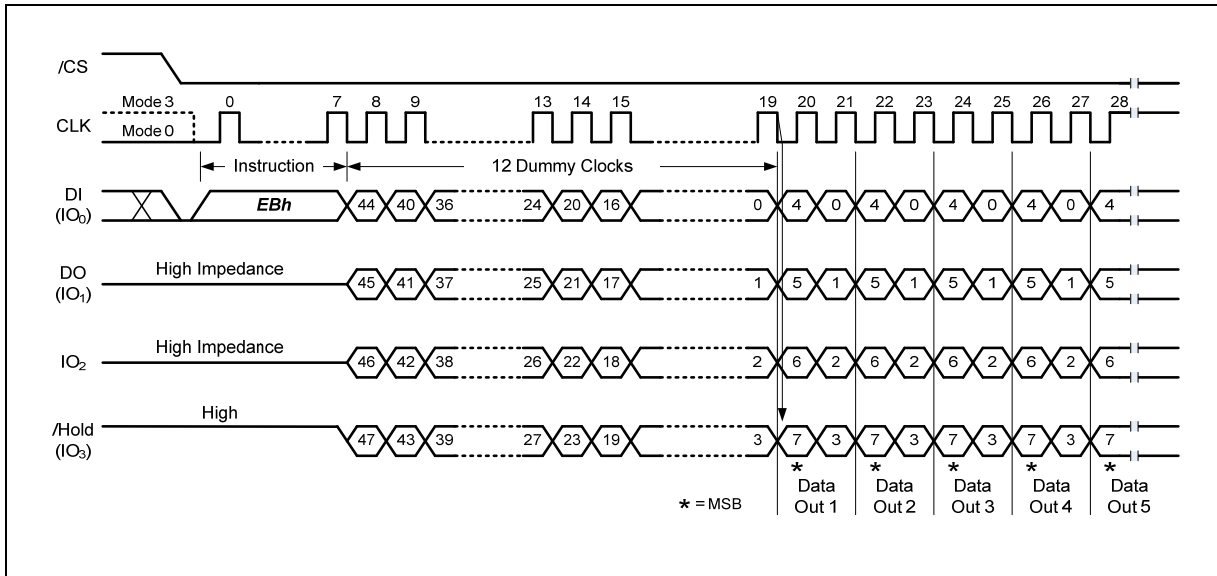 /CS
Mode 3 0 7 8 9 13 14 15 19 20 21 22 23 24 25 26 27 28
CLK
Mode 0
Instruction 12 Dummy Clocks
DI
(IO0)
EBh 44 40 36 24 20 16 0 4 0 4 0 4 0 4 0 4
DO
(IO1)
High Impedance 45 41 37 25 21 17 1 5 1 5 1 5 1 5 1 5
IO2
High Impedance 46 42 38 26 22 18 2 6 2 6 2 6 2 6 2 6
High
/Hold
(IO3)
47 43 39 27 23 19 3 7 3 7 3 7 3 7 3 7
* * * * *
* = MSB
Data Data Data Data Data
Out 1 Out 2 Out 3 Out 4 Out 5